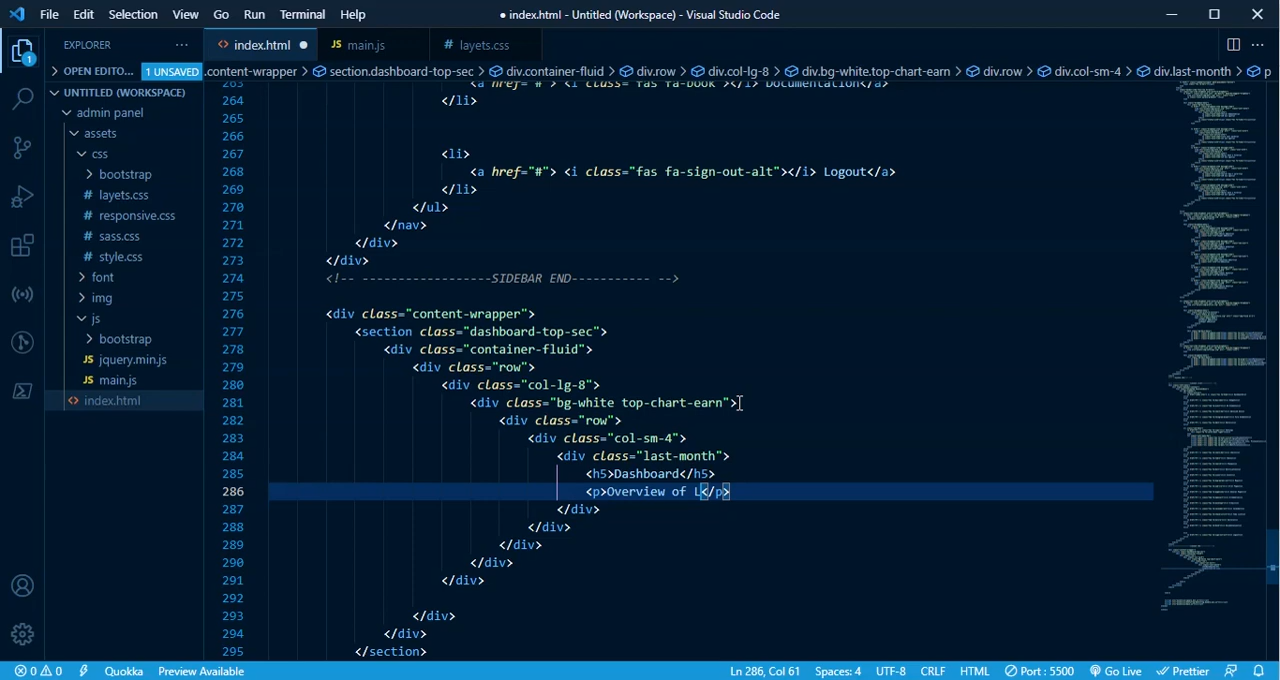 File Edit Selection View Go Run Terminal Help ● index.html - Untitled (Workspace) - Visual Studio Code
EXPLORER ··· <> index.html ● JS main.js # layets.css ···
OPEN EDITO... 1 UNSAVED .content-wrapper > section.dashboard-top-sec > div.container-fluid > div.row > div.col-lg-8 > div.bg-white.top-chart-earn > div.row > div.col-sm-4 > div.last-month > p
1
UNTITLED (WORKSPACE)
admin panel
assets
css
bootstrap
# layets.css
# responsive.css
# sass.css
# style.css
font
img
js
bootstrap
JS jquery.min.js
JS main.js
<> index.html
263 <a href="#"> <i class="fas fa-book"></i> Documentation</a>
264 </li>
265
266
267 <li>
268 <a href="#"> <i class="fas fa-sign-out-alt"></i> Logout</a>
269 </li>
270 </ul>
271 </nav>
272 </div>
273 </div>
274 <!-- ------------------SIDEBAR END----------- -->
275
276 <div class="content-wrapper">
277 <section class="dashboard-top-sec">
278 <div class="container-fluid">
279 <div class="row">
280 <div class="col-lg-8">
281 <div class="bg-white top-chart-earn">
282 <div class="row">
283 <div class="col-sm-4">
284 <div class="last-month">
285 <h5>Dashboard</h5>
286 <p>Overview of L</p>
287 </div>
288 </div>
289 </div>
290 </div>
291 </div>
292
293 </div>
294 </div>
295 </section>
0 0 Quokka Preview Available Ln 286, Col 61 Spaces: 4 UTF-8 CRLF HTML Port : 5500 Go Live Prettier